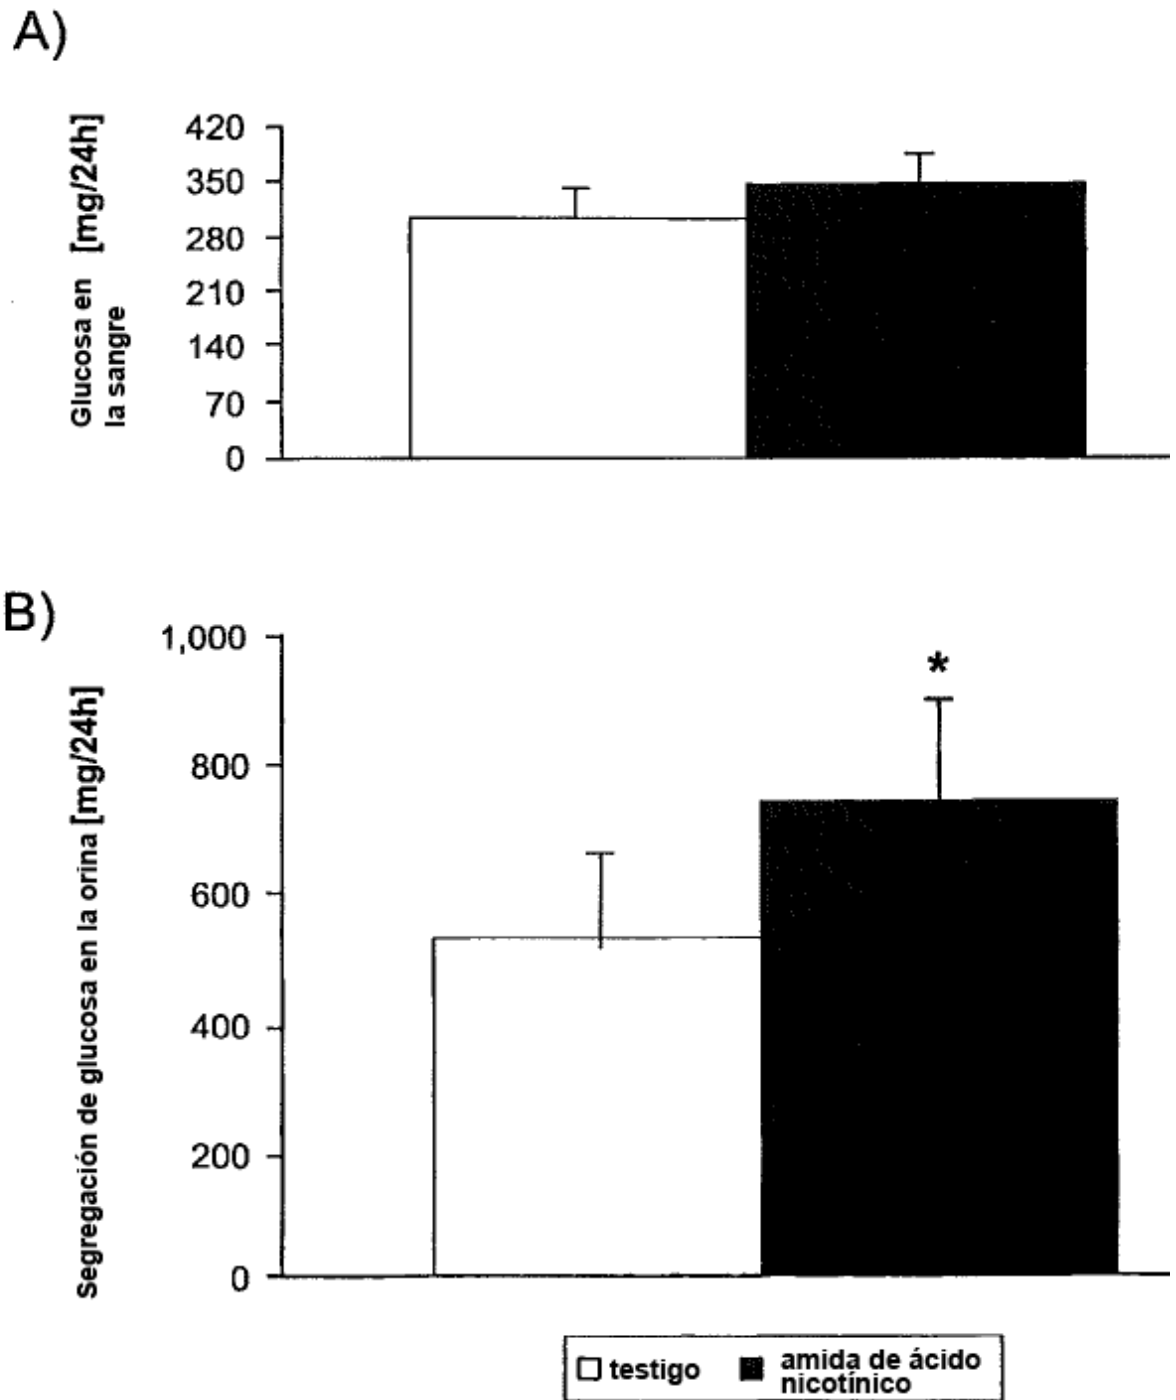 A)
Glucosa en [mg/24h]
la sangre
420
350
280
210
140
70
0
B)
Segregación de glucosa en la orina [mg/24h]
1,000
800
600
400
200
0
*
testigo
amida de ácido
nicotínico